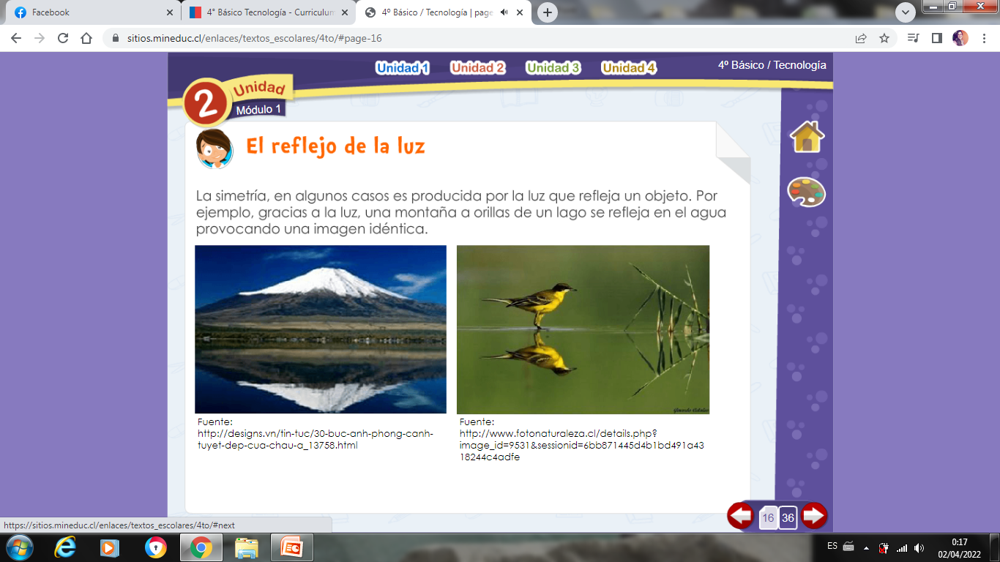 Facebook
4° Básico Tecnología - Curriculum
4º Básico / Tecnología | page
sitios.mineduc.cl/enlaces/textos_escolares/4to/#page-16
Unidad 1
Unidad 2
Unidad 3
Unidad 4
4º Básico / Tecnología
2
Unidad
Módulo 1
El reflejo de la luz
La simetría, en algunos casos es producida por la luz que refleja un objeto. Por
ejemplo, gracias a la luz, una montaña a orillas de un lago se refleja en el agua
provocando una imagen idéntica.
Fuente:
http://designs.vn/tin-tuc/30-buc-anh-phong-canh-
tuyet-dep-cua-chau-a_13758.html
Fuente:
http://www.fotonaturaleza.cl/details.php?
image_id=9531&sessionid=6bb871445d4b1bd491a43
18244c4adfe
16
36
https://sitios.mineduc.cl/enlaces/textos_escolares/4to/#next
ES
0:17
02/04/2022